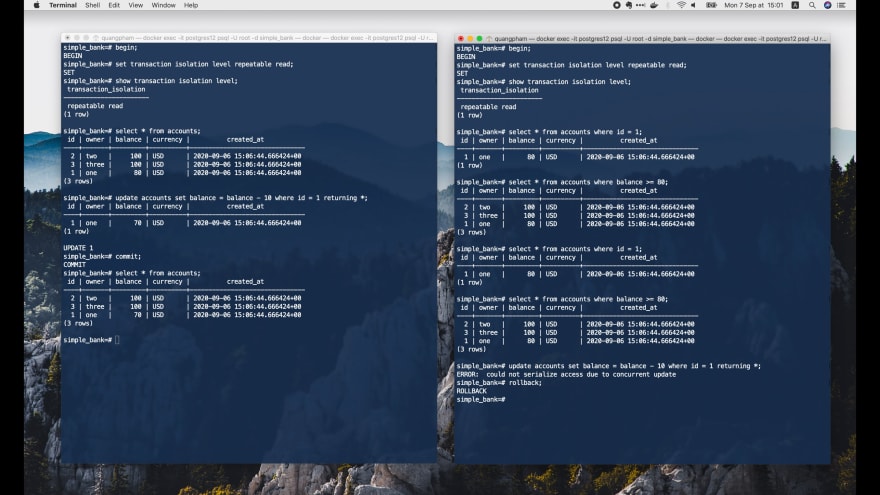 Terminal Shell Edit View Window Help
Mon 7 Sep at 15:01
quangpham — docker exec -it postgres12 psql -U root -d simple_bank — docker — docker exec -it postgres12 psql -U r...
simple_bank=# begin;
BEGIN
simple_bank=# set transaction isolation level repeatable read;
SET
simple_bank=# show transaction isolation level;
transaction_isolation
-----------------------
repeatable read
(1 row)
simple_bank=# select * from accounts;
id | owner | balance | currency | created_at
----+-------+---------+----------+-------------------------------
2 | two | 100 | USD | 2020-09-06 15:06:44.666424+00
3 | three | 100 | USD | 2020-09-06 15:06:44.666424+00
1 | one | 80 | USD | 2020-09-06 15:06:44.666424+00
(3 rows)
simple_bank=# update accounts set balance = balance - 10 where id = 1 returning *;
id | owner | balance | currency | created_at
----+-------+---------+----------+-------------------------------
1 | one | 70 | USD | 2020-09-06 15:06:44.666424+00
(1 row)
UPDATE 1
simple_bank=# commit;
COMMIT
simple_bank=# select * from accounts;
id | owner | balance | currency | created_at
----+-------+---------+----------+-------------------------------
2 | two | 100 | USD | 2020-09-06 15:06:44.666424+00
3 | three | 100 | USD | 2020-09-06 15:06:44.666424+00
1 | one | 70 | USD | 2020-09-06 15:06:44.666424+00
(3 rows)
simple_bank=#
quangpham — docker exec -it postgres12 psql -U root -d simple_bank — docker — docker exec -it postgres12 psql -U r...
simple_bank=# begin;
BEGIN
simple_bank=# set transaction isolation level repeatable read;
SET
simple_bank=# show transaction isolation level;
transaction_isolation
-----------------------
repeatable read
(1 row)
simple_bank=# select * from accounts where id = 1;
id | owner | balance | currency | created_at
----+-------+---------+----------+-------------------------------
1 | one | 80 | USD | 2020-09-06 15:06:44.666424+00
(1 row)
simple_bank=# select * from accounts where balance >= 80;
id | owner | balance | currency | created_at
----+-------+---------+----------+-------------------------------
2 | two | 100 | USD | 2020-09-06 15:06:44.666424+00
3 | three | 100 | USD | 2020-09-06 15:06:44.666424+00
1 | one | 80 | USD | 2020-09-06 15:06:44.666424+00
(3 rows)
simple_bank=# select * from accounts where id = 1;
id | owner | balance | currency | created_at
----+-------+---------+----------+-------------------------------
1 | one | 80 | USD | 2020-09-06 15:06:44.666424+00
(1 row)
simple_bank=# select * from accounts where balance >= 80;
id | owner | balance | currency | created_at
----+-------+---------+----------+-------------------------------
2 | two | 100 | USD | 2020-09-06 15:06:44.666424+00
3 | three | 100 | USD | 2020-09-06 15:06:44.666424+00
1 | one | 80 | USD | 2020-09-06 15:06:44.666424+00
(3 rows)
simple_bank=# update accounts set balance = balance - 10 where id = 1 returning *;
ERROR: could not serialize access due to concurrent update
simple_bank=# rollback;
ROLLBACK
simple_bank=#